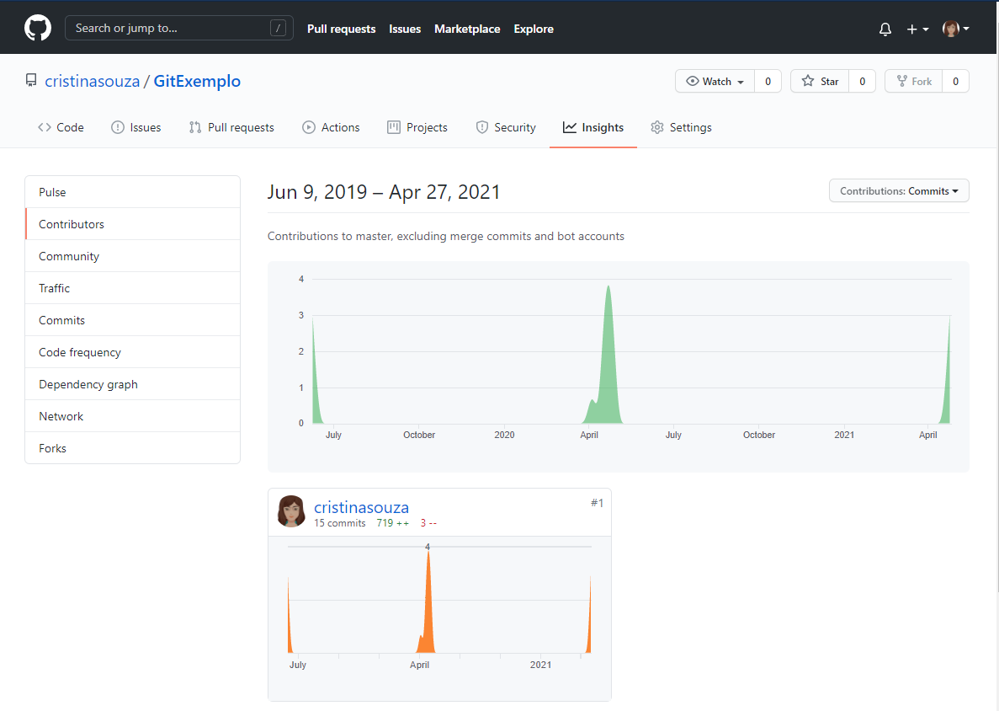 Search or jump to... /
Pull requests Issues Marketplace Explore
cristinasouza / GitExemplo
Watch 0 Star 0 Fork 0
Code Issues Pull requests Actions Projects Security Insights Settings
Pulse
Contributors
Community
Traffic
Commits
Code frequency
Dependency graph
Network
Forks
Jun 9, 2019 – Apr 27, 2021
Contributions: Commits
Contributions to master, excluding merge commits and bot accounts
4
3
2
1
0
July October 2020 April July October 2021 April
cristinasouza #1
15 commits 719 ++ 3 --
4
July April 2021